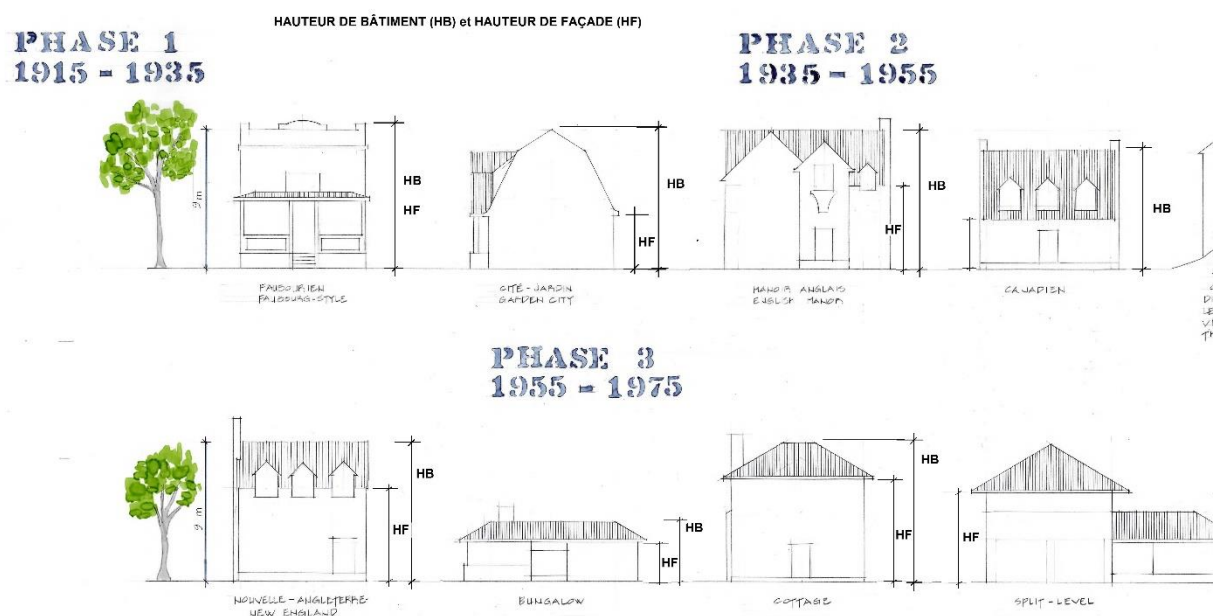 HAUTEUR DE BÂTIMENT (HB) et HAUTEUR DE FAÇADE (HF)
PHASE 1
1915 - 1935
PHASE 2
1935 - 1955
9 m
HB
HF
HB
HF
HB
HF
HB
FAUBOURIEN
FAUBOURG-STYLE
CITÉ-JARDIN
GARDEN CITY
MANOIR ANGLAIS
ENGLISH MANOR
CANADIEN
PHASE 3
1955 - 1975
9 m
HB
HF
HB
HF
HB
HF
HF
NOUVELLE-ANGLETERRE-
NEW ENGLAND
BUNGALOW
COTTAGE
SPLIT-LEVEL